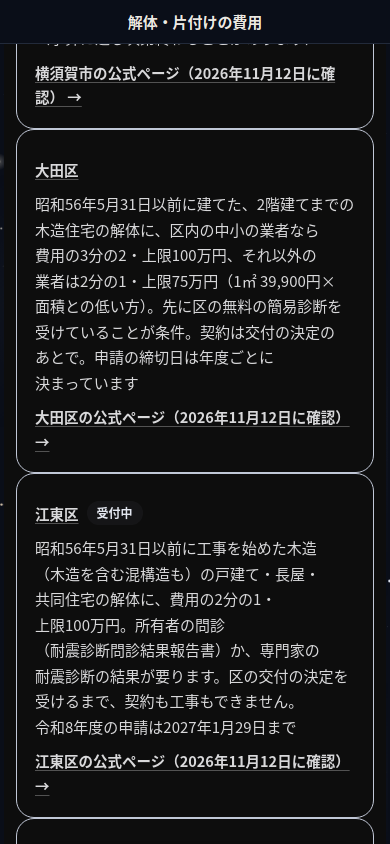 解体・片付けの費用
横須賀市の公式ページ（2026年11月12日に確
認） →
大田区
昭和56年5月31日以前に建てた、2階建てまでの
木造住宅の解体に、区内の中小の業者なら
費用の3分の2・上限100万円、それ以外の
業者は2分の1・上限75万円（1㎡ 39,900円×
面積との低い方）。先に区の無料の簡易診断を
受けていることが条件。契約は交付の決定の
あとで。申請の締切日は年度ごとに
決まっています
大田区の公式ページ（2026年11月12日に確認）
→
江東区 受付中
昭和56年5月31日以前に工事を始めた木造
（木造を含む混構造も）の戸建て・長屋・
共同住宅の解体に、費用の2分の1・
上限100万円。所有者の問診
（耐震診断問診結果報告書）か、専門家の
耐震診断の結果が要ります。区の交付の決定を
受けるまで、契約も工事もできません。
令和8年度の申請は2027年1月29日まで
江東区の公式ページ（2026年11月12日に確認）
→